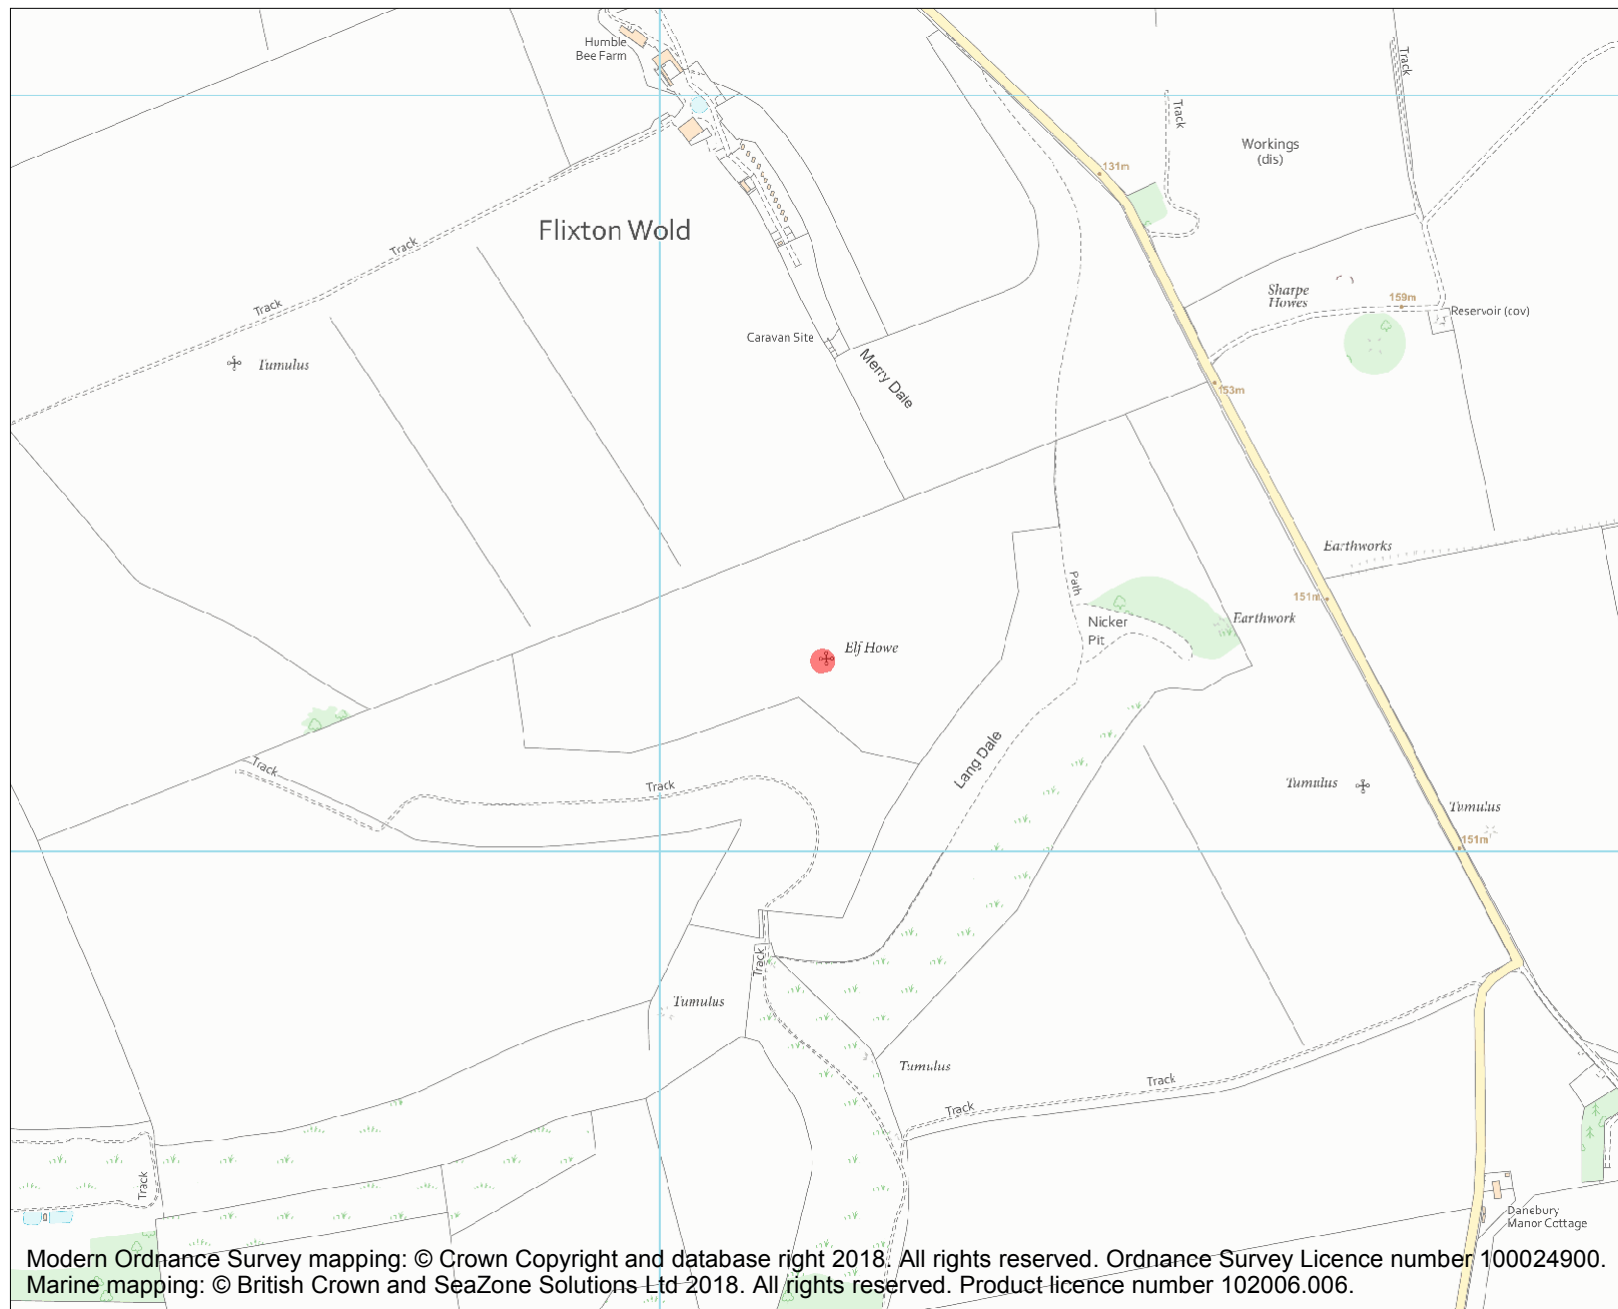 Humble
Bee Farm
Track
Track
131m
Workings
(dis)
Flixton Wold
Track
Track
Sharpe
Howes
159m
Reservoir (cov)
Caravan Site
Tumulus
Merry Dale
153m
Earthworks
Path
151m
Nicker
Pit
Earthwork
Elf Howe
Lang Dale
Track
Track
Tumulus
Tumulus
151m
Track
Tumulus
Tumulus
Track
Track
Track
Danebury
Manor Cottage
Modern Ordnance Survey mapping: © Crown Copyright and database right 2018. All rights reserved. Ordnance Survey Licence number 100024900.
Marine mapping: © British Crown and SeaZone Solutions Ltd 2018. All rights reserved. Product licence number 102006.006.